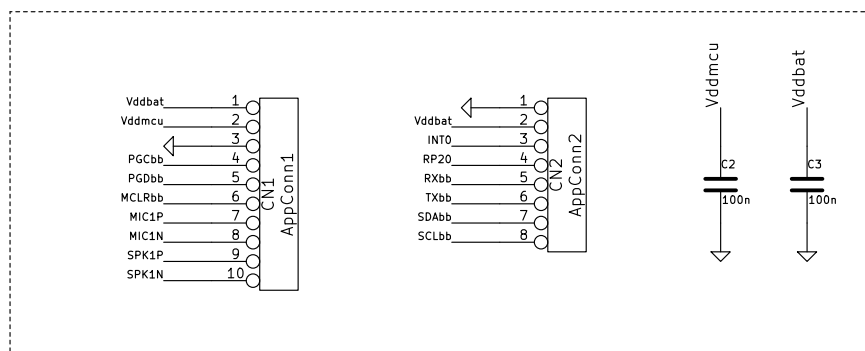 Vddbat 1
Vddmcu 2
3
PGCbb 4
PGDbb 5
MCLRbb 6
MIC1P 7
MIC1N 8
SPK1P 9
SPK1N 10
CN1
AppConn1
1
Vddbat 2
INT0 3
RP20 4
RXbb 5
TXbb 6
SDAbb 7
SCLbb 8
CN2
AppConn2
Vddmcu
C2
100n
Vddbat
C3
100n